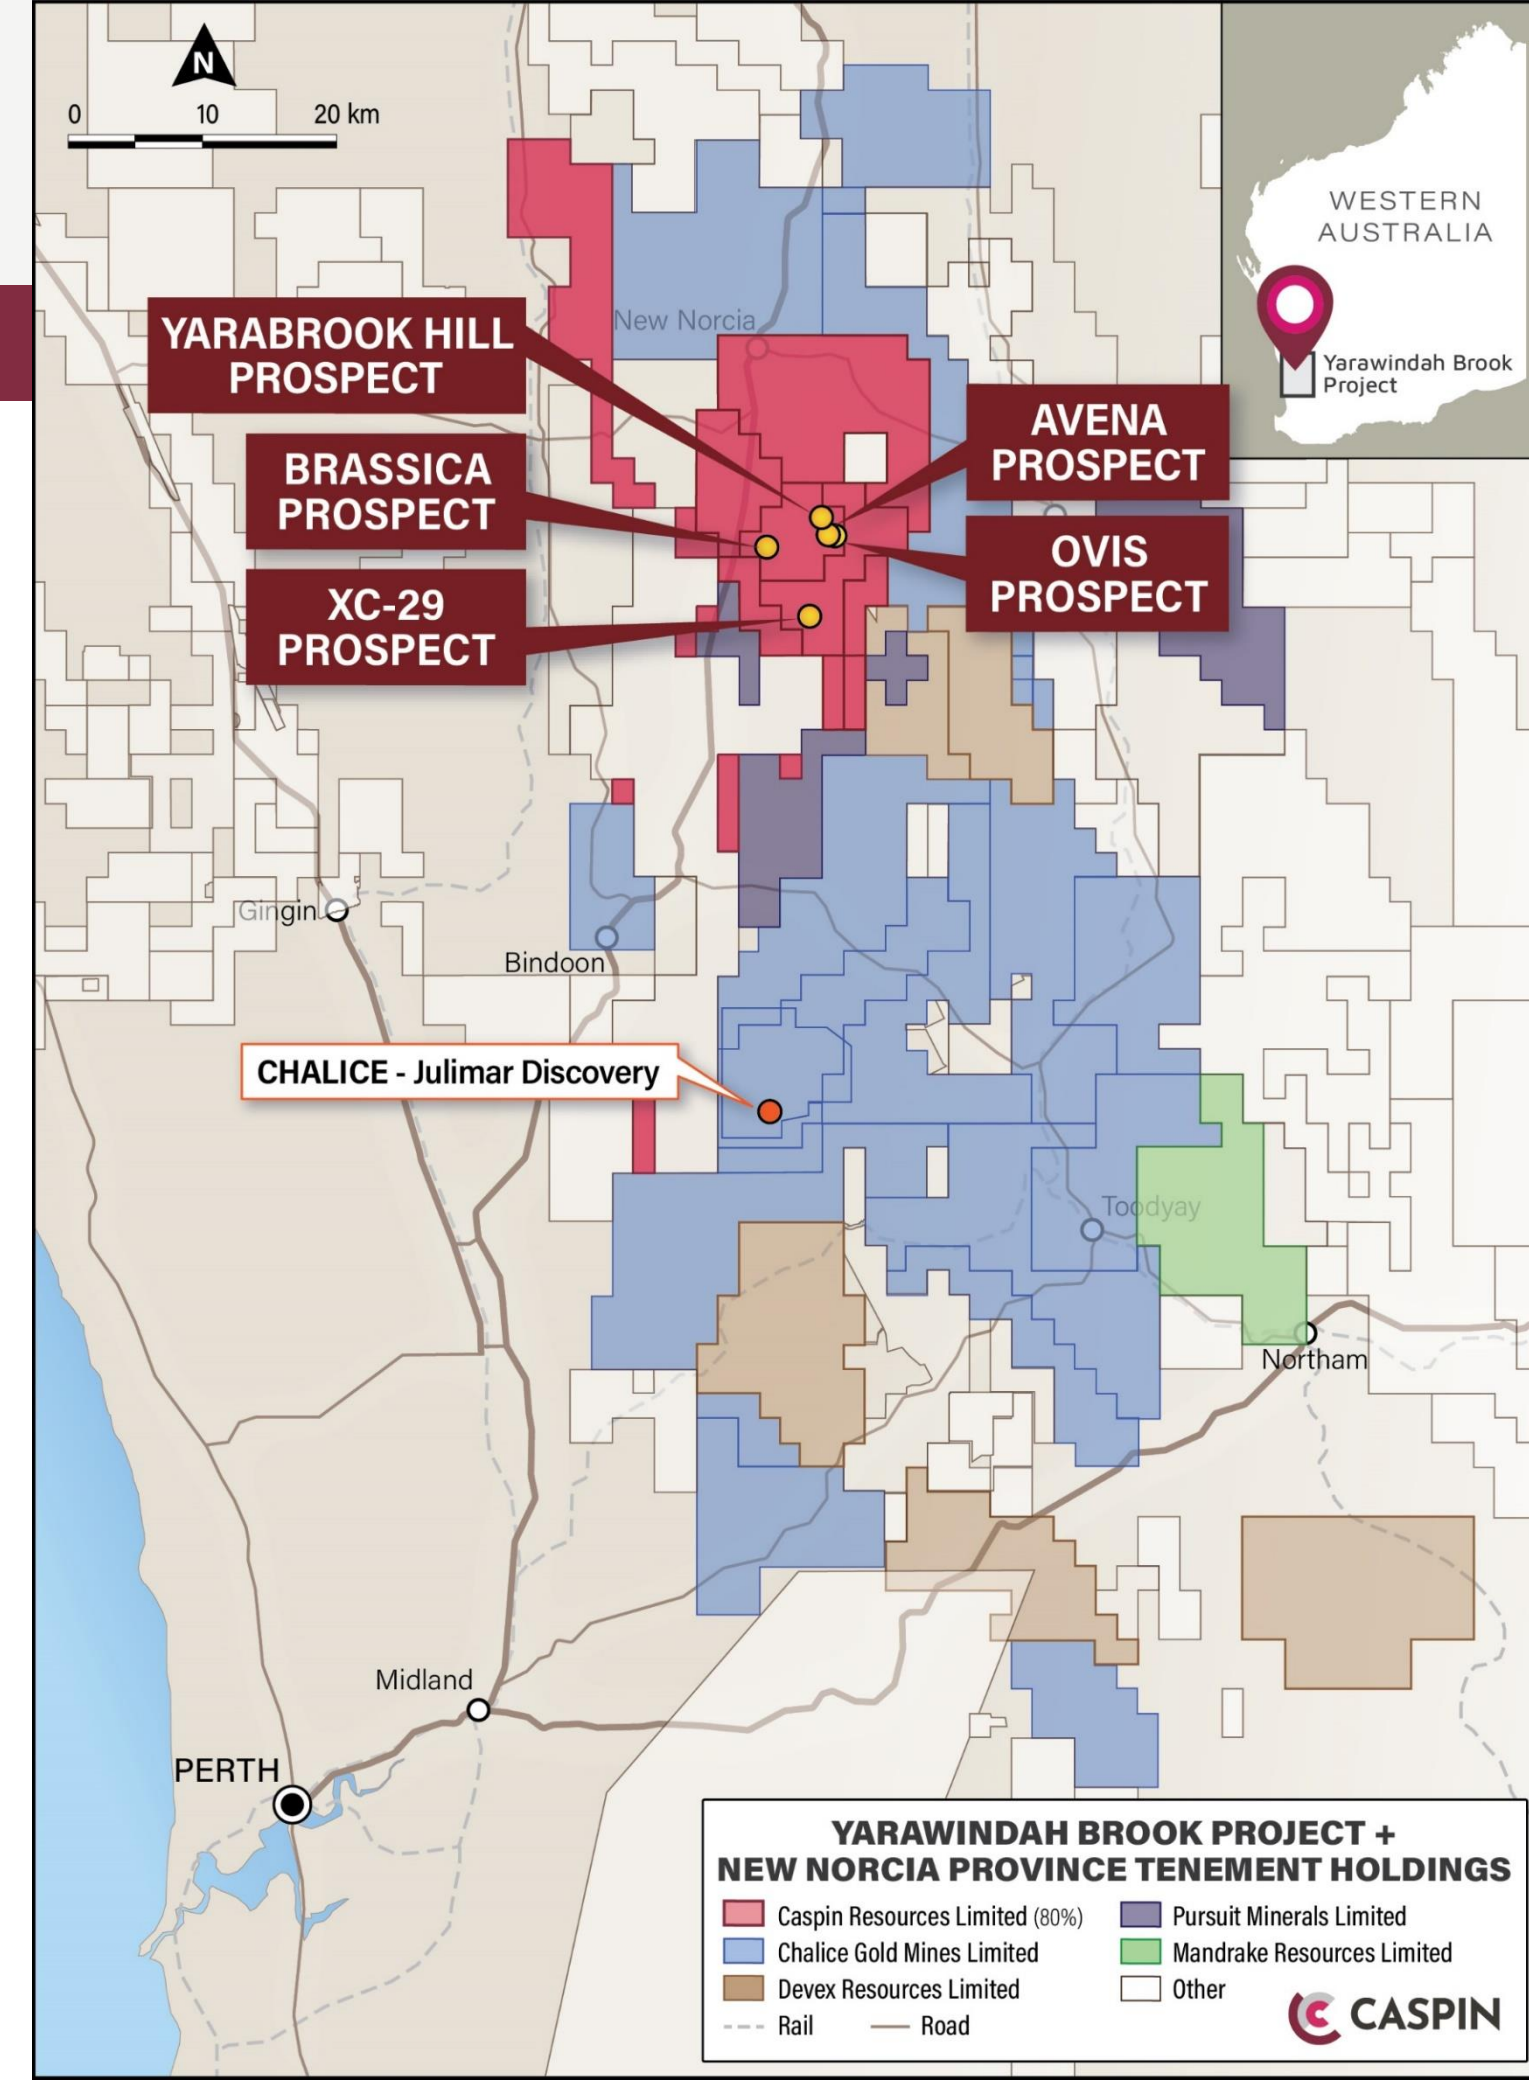 N
0 10 20 km
WESTERN
AUSTRALIA
Yarawindah Brook
Project
New Norcia
YARABROOK HILL
PROSPECT
BRASSICA
PROSPECT
XC-29
PROSPECT
AVENA
PROSPECT
OVIS
PROSPECT
Gingin
Bindoon
CHALICE - Julimar Discovery
Toodyay
Northam
Midland
PERTH
YARAWINDAH BROOK PROJECT +
NEW NORCIA PROVINCE TENEMENT HOLDINGS
Caspin Resources Limited (80%)
Chalice Gold Mines Limited
Devex Resources Limited
Rail
Road
Pursuit Minerals Limited
Mandrake Resources Limited
Other
CASPIN